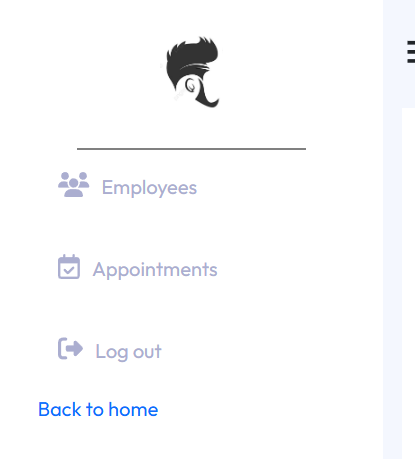 Employees
Appointments
Log out
Back to home